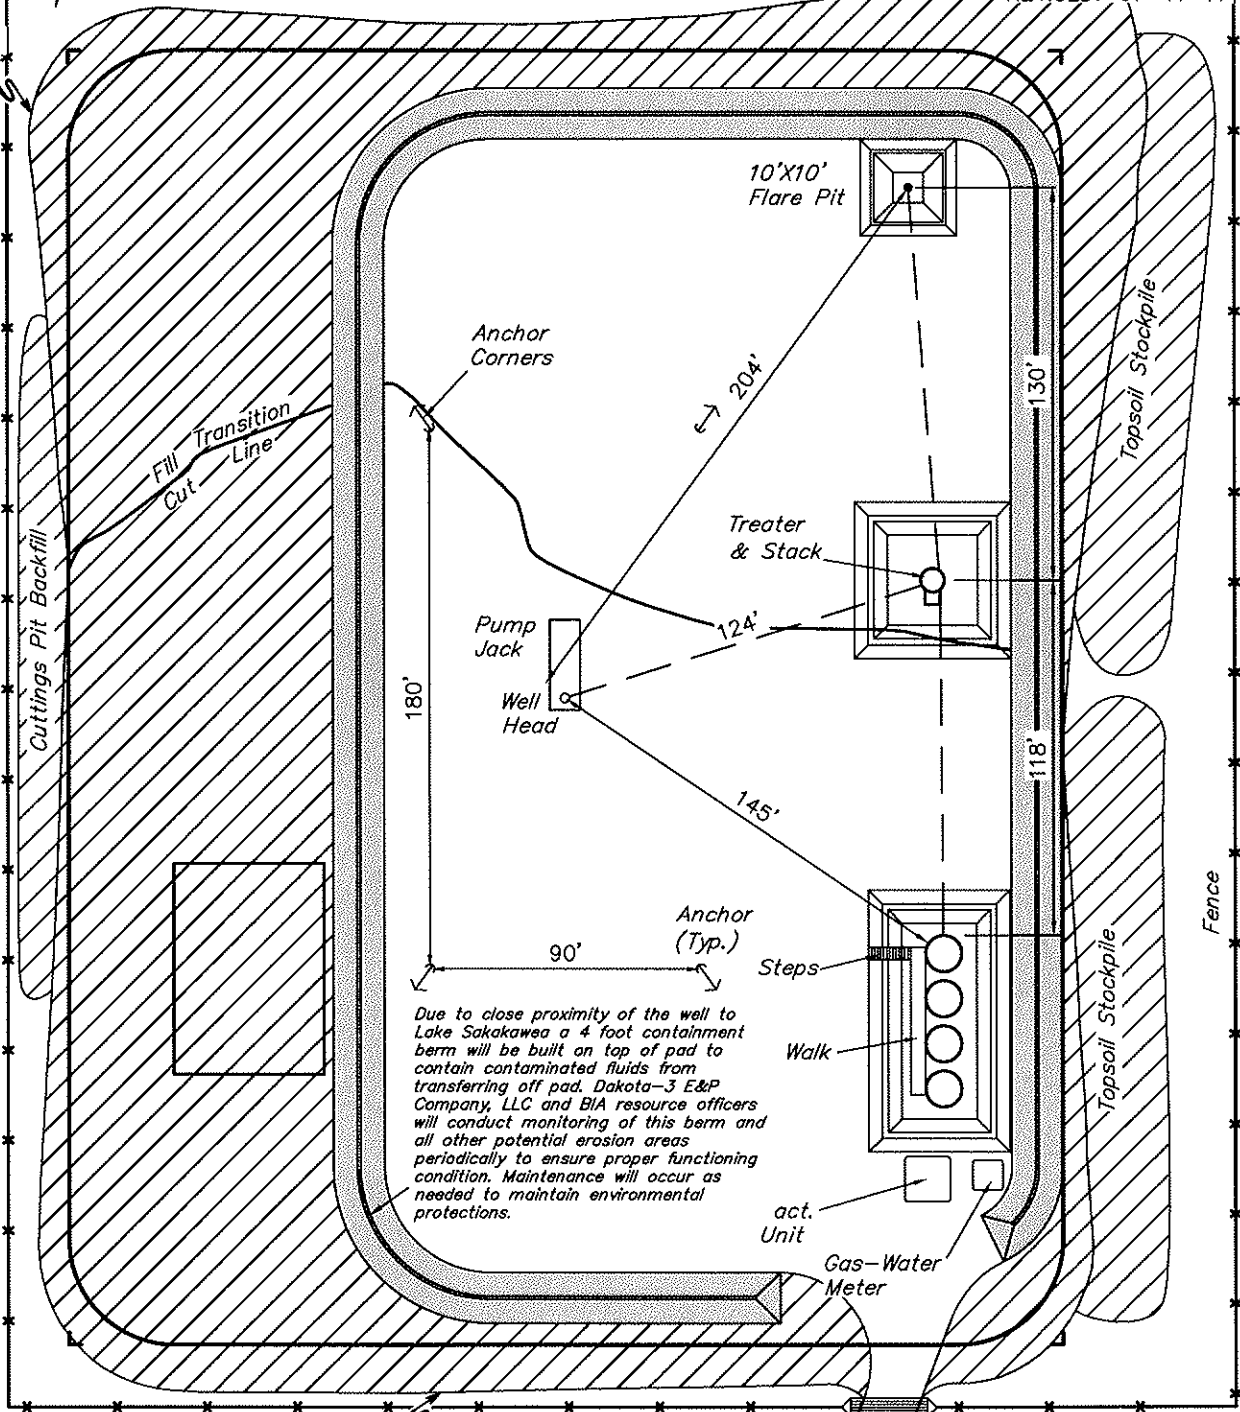 10'X10'
Flare Pit
Anchor
Corners
204'
130'
Topsoil Stockpile
Fill Transition
Cut Line
Cuttings Pit Backfill
Treater
& Stack
124'
Pump
Jack
Well
Head
180'
118'
145'
Anchor
(Typ.)
90'
Steps
Walk
Fence
Topsoil Stockpile
Due to close proximity of the well to
Lake Sakakawea a 4 foot containment
berm will be built on top of pad to
contain contaminated fluids from
transferring off pad. Dakota-3 E&P
Company, LLC and BIA resource officers
will conduct monitoring of this berm and
all other potential erosion areas
periodically to ensure proper functioning
condition. Maintenance will occur as
needed to maintain environmental
protections.
act.
Unit
Gas-Water
Meter